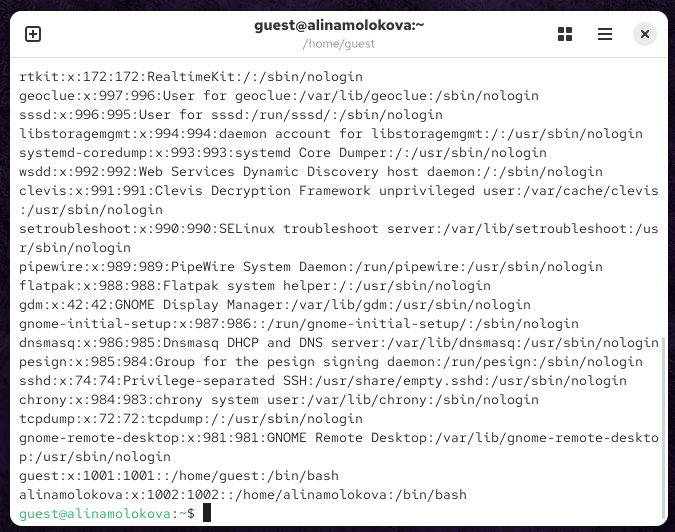 guest@alinamolokova:~
/home/guest
rtkit:x:172:172:RealtimeKit:/:/sbin/nologin
geoclue:x:997:996:User for geoclue:/var/lib/geoclue:/sbin/nologin
sssd:x:996:995:User for sssd:/run/sssd/:/sbin/nologin
libstoragemgmt:x:994:994:daemon account for libstoragemgmt:/:/usr/sbin/nologin
systemd-coredump:x:993:993:systemd Core Dumper:/:/usr/sbin/nologin
wsdd:x:992:992:Web Services Dynamic Discovery host daemon:/:/sbin/nologin
clevis:x:991:991:Clevis Decryption Framework unprivileged user:/var/cache/clevis
:/usr/sbin/nologin
setroubleshoot:x:990:990:SELinux troubleshoot server:/var/lib/setroubleshoot:/us
r/sbin/nologin
pipewire:x:989:989:PipeWire System Daemon:/run/pipewire:/usr/sbin/nologin
flatpak:x:988:988:Flatpak system helper:/:/usr/sbin/nologin
gdm:x:42:42:GNOME Display Manager:/var/lib/gdm:/usr/sbin/nologin
gnome-initial-setup:x:987:986::/run/gnome-initial-setup/:/sbin/nologin
dnsmasq:x:986:985:Dnsmasq DHCP and DNS server:/var/lib/dnsmasq:/usr/sbin/nologin
pesign:x:985:984:Group for the pesign signing daemon:/run/pesign:/sbin/nologin
sshd:x:74:74:Privilege-separated SSH:/usr/share/empty.sshd:/usr/sbin/nologin
chrony:x:984:983:chrony system user:/var/lib/chrony:/sbin/nologin
tcpdump:x:72:72:tcpdump:/:/usr/sbin/nologin
gnome-remote-desktop:x:981:981:GNOME Remote Desktop:/var/lib/gnome-remote-deskto
p:/usr/sbin/nologin
guest:x:1001:1001::/home/guest:/bin/bash
alinamolokova:x:1002:1002::/home/alinamolokova:/bin/bash
guest@alinamolokova:~$